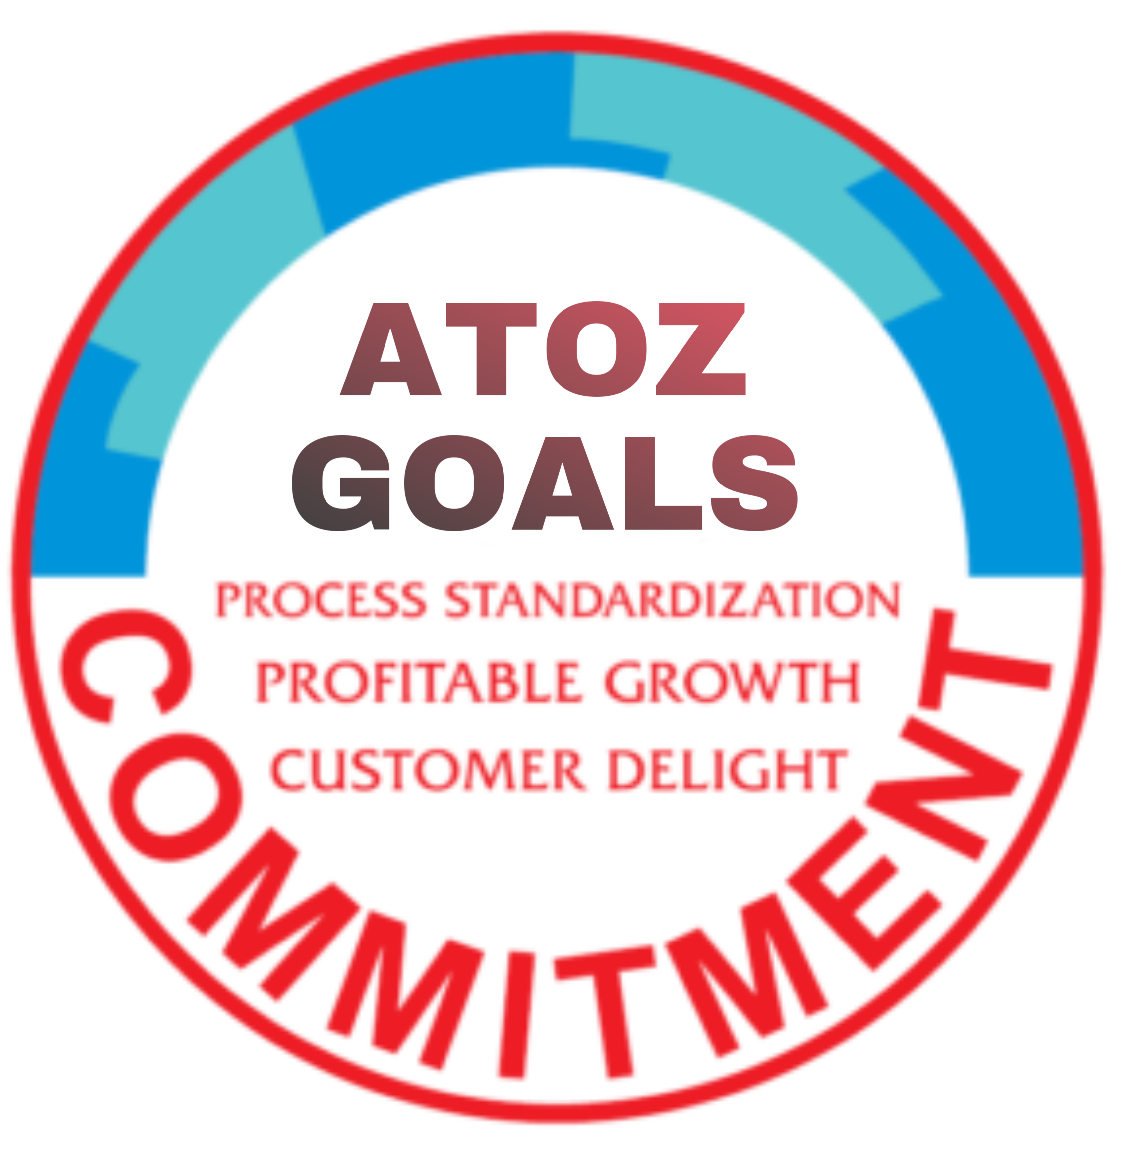 ATOZ
GOALS
PROCESS STANDARDIZATION
PROFITABLE GROWTH
CUSTOMER DELIGHT
COMMITMENT